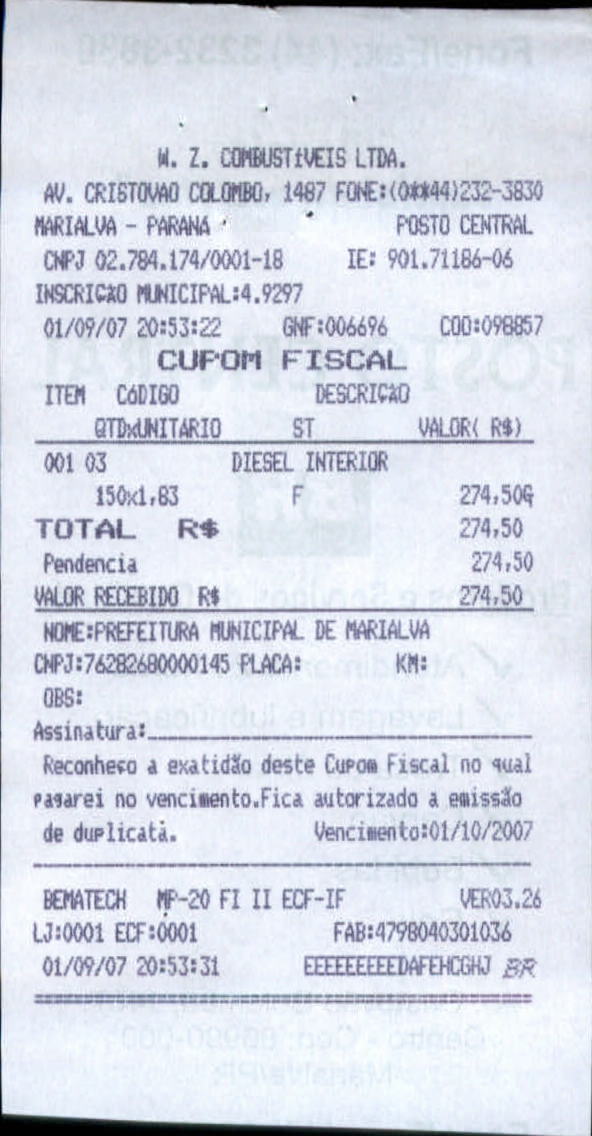 W. Z. COMBUSTíVEIS LTDA.
AV. CRISTOVAO COLOMBO, 1487 FONE:(0**44)232-3830
MARIALVA - PARANA POSTO CENTRAL
CNPJ 02.784.174/0001-18 IE: 901.71186-06
INSCRIÇÃO MUNICIPAL:4.9297
01/09/07 20:53:22 GNF:006696 COO:098857
CUPOM FISCAL
ITEM CóDIGO DESCRIÇÃO
QTDxUNITÁRIO ST VALOR( R$)
001 03 DIESEL INTERIOR
150x1,83 F 274,50G
TOTAL R$ 274,50
Pendencia 274,50
VALOR RECEBIDO R$ 274,50
NOME:PREFEITURA MUNICIPAL DE MARIALVA
CNPJ:76282680000145 PLACA: KM:
OBS:
Assinatura:
Reconheço a exatidão deste Cupom Fiscal no qual
pagarei no vencimento.Fica autorizado a emissão
de duplicata. Vencimento:01/10/2007
BEMATECH MP-20 FI II ECF-IF VER03.26
LJ:0001 ECF:0001 FAB:4798040301036
01/09/07 20:53:31 EEEEEEEEEDAFEHCGHJ BR